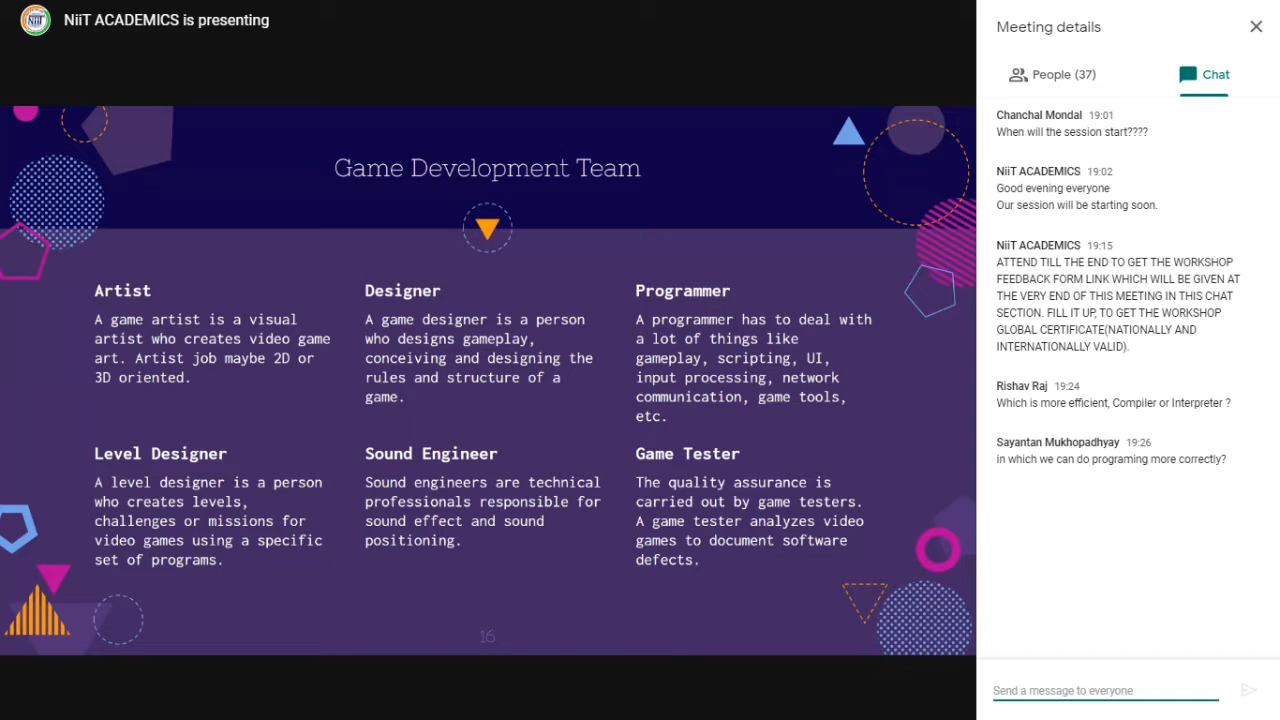 NiiT ACADEMICS is presenting
Game Development Team
Artist
A game artist is a visual
artist who creates video game
art. Artist job maybe 2D or
3D oriented.
Designer
A game designer is a person
who designs gameplay,
conceiving and designing the
rules and structure of a
game.
Programmer
A programmer has to deal with
a lot of things like
gameplay, scripting, UI,
input processing, network
communication, game tools,
etc.
Level Designer
A level designer is a person
who creates levels,
challenges or missions for
video games using a specific
set of programs.
Sound Engineer
Sound engineers are technical
professionals responsible for
sound effect and sound
positioning.
Game Tester
The quality assurance is
carried out by game testers.
A game tester analyzes video
games to document software
defects.
16
Meeting details
People (37)
Chat
Chanchal Mondal 19:01
When will the session start????
NiiT ACADEMICS 19:02
Good evening everyone
Our session will be starting soon.
NiiT ACADEMICS 19:15
ATTEND TILL THE END TO GET THE WORKSHOP
FEEDBACK FORM LINK WHICH WILL BE GIVEN AT
THE VERY END OF THIS MEETING IN THIS CHAT
SECTION. FILL IT UP, TO GET THE WORKSHOP
GLOBAL CERTIFICATE(NATIONALLY AND
INTERNATIONALLY VALID).
Rishav Raj 19:24
Which is more efficient, Compiler or Interpreter ?
Sayantan Mukhopadhyay 19:26
in which we can do programing more correctly?
Send a message to everyone